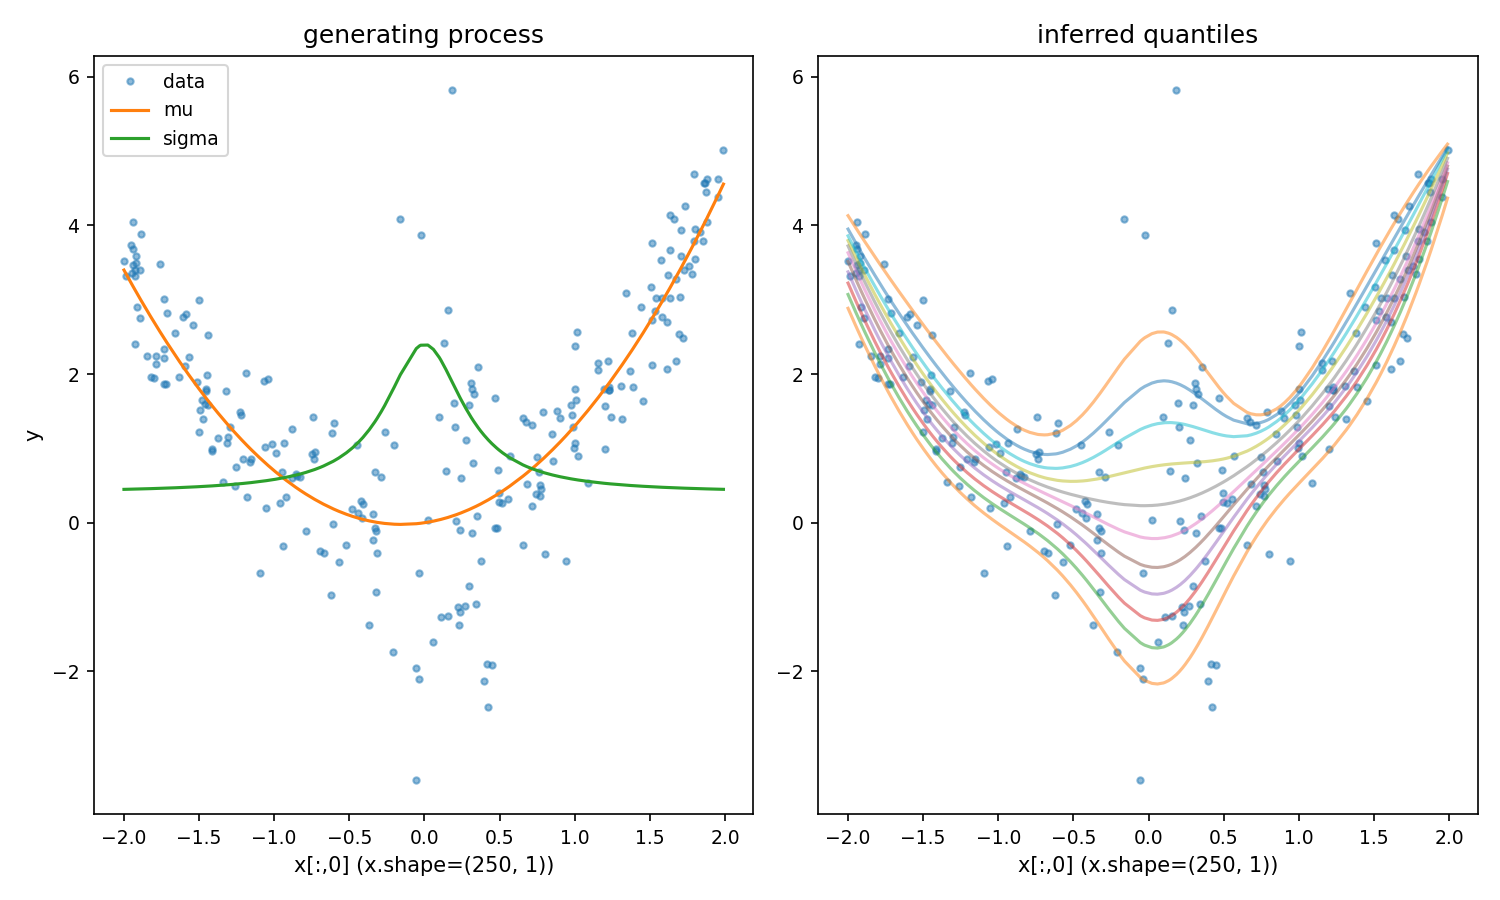 generating process
data
mu
sigma
6
4
2
0
−2
y
−2.0 −1.5 −1.0 −0.5 0.0 0.5 1.0 1.5 2.0
x[:,0] (x.shape=(250, 1))
inferred quantiles
6
4
2
0
−2
−2.0 −1.5 −1.0 −0.5 0.0 0.5 1.0 1.5 2.0
x[:,0] (x.shape=(250, 1))